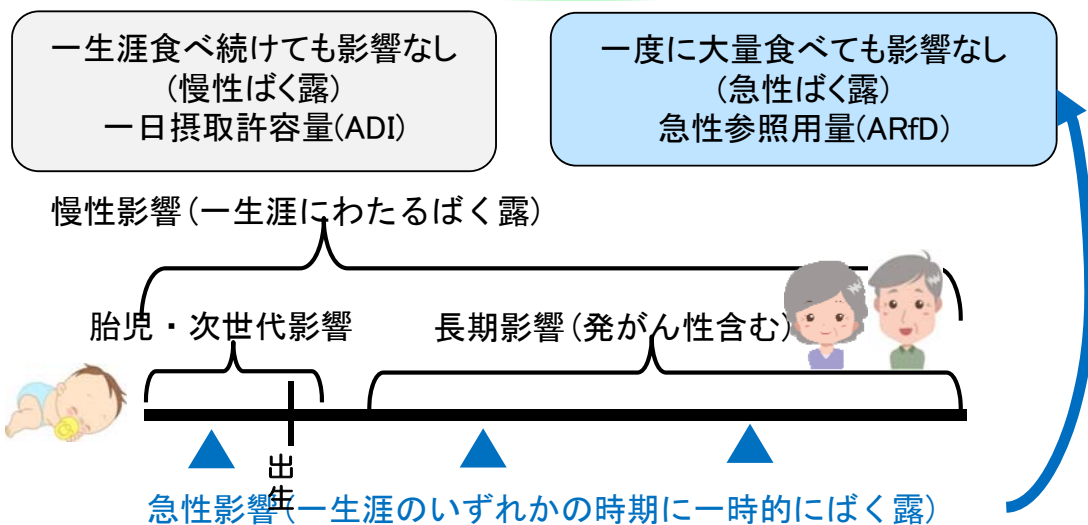 一生涯食べ続けても影響なし
(慢性ばく露)
一日摂取許容量(ADI)
一度に大量食べても影響なし
(急性ばく露)
急性参照用量(ARfD)
慢性影響(一生涯にわたるばく露)
胎児・次世代影響
長期影響(発がん性含む)
出生
急性影響(一生涯のいずれかの時期に一時的にばく露)